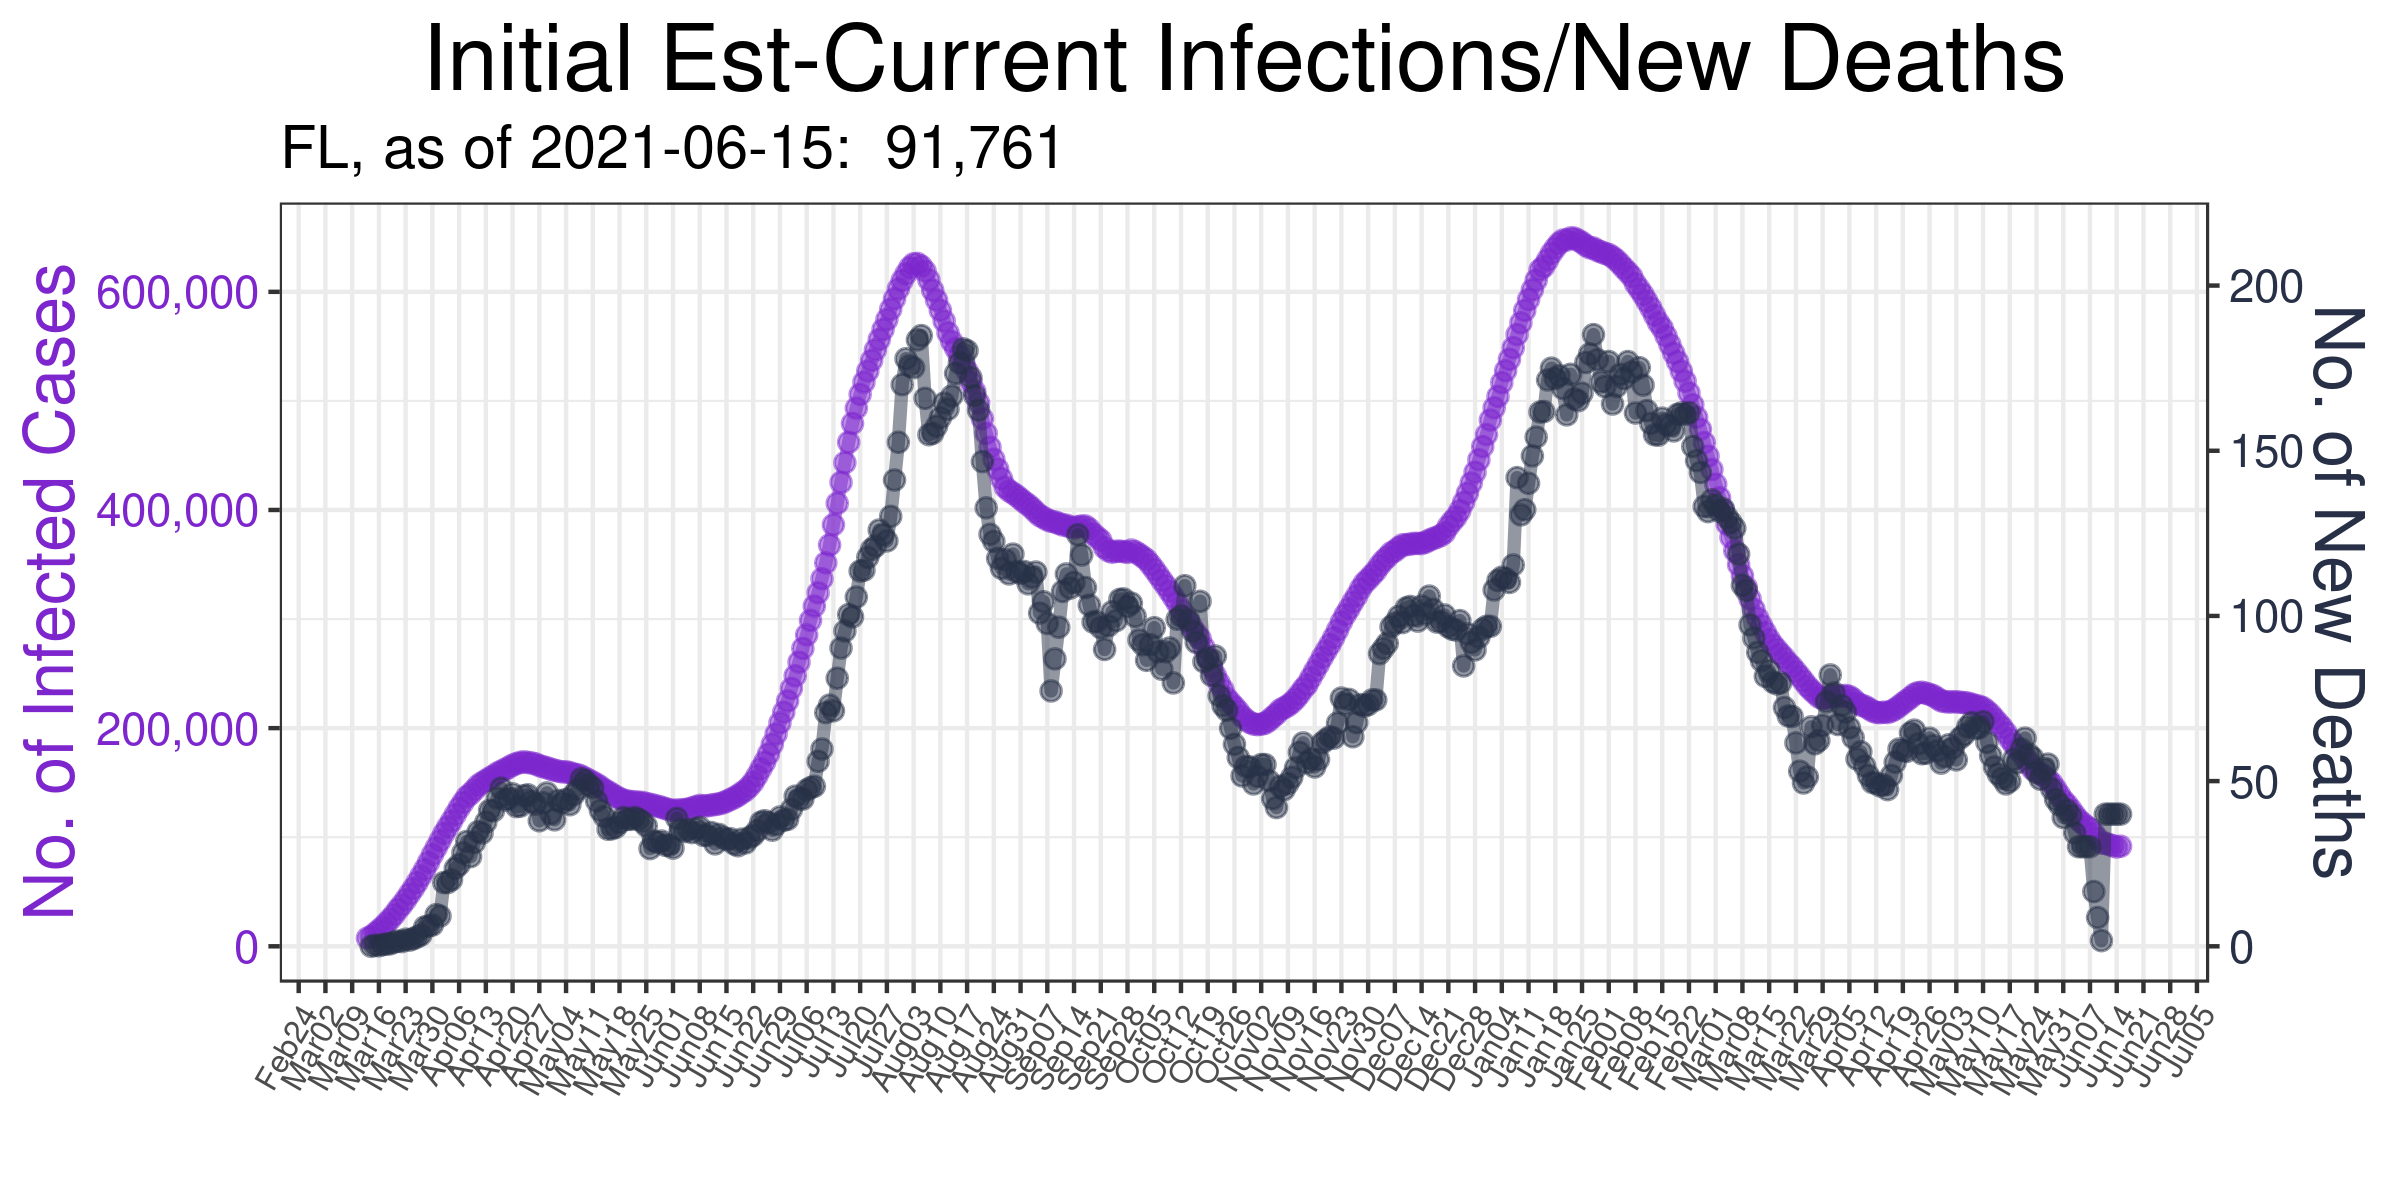 Initial Est-Current Infections/New Deaths
FL, as of 2021-06-15: 91,761
No. of Infected Cases
600,000
400,000
200,000
0
200
150
100
50
0
No. of New Deaths
Feb24
Mar02
Mar09
Mar16
Mar23
Mar30
Apr06
Apr13
Apr20
Apr27
May04
May11
May18
May25
Jun01
Jun08
Jun15
Jun22
Jun29
Jul06
Jul13
Jul20
Jul27
Aug03
Aug10
Aug17
Aug24
Aug31
Sep07
Sep14
Sep21
Sep28
Oct05
Oct12
Oct19
Oct26
Nov02
Nov09
Nov16
Nov23
Nov30
Dec07
Dec14
Dec21
Dec28
Jan04
Jan11
Jan18
Jan25
Feb01
Feb08
Feb15
Feb22
Mar01
Mar08
Mar15
Mar22
Mar29
Apr05
Apr12
Apr19
Apr26
May03
May10
May17
May24
May31
Jun07
Jun14
Jun21
Jun28
Jul05